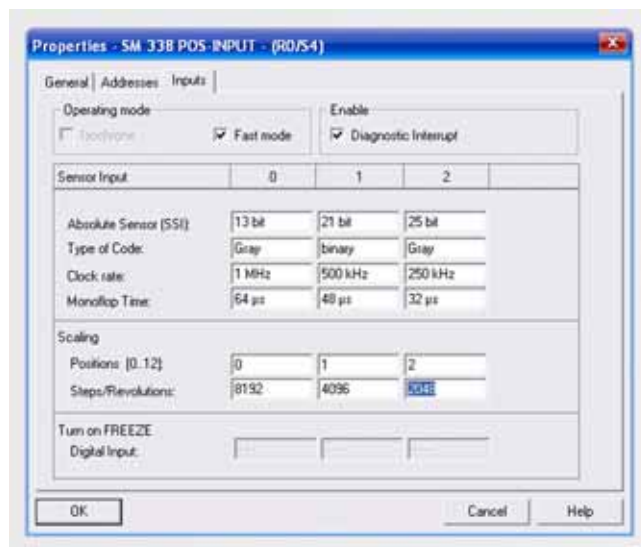 Properties - SM 338 POS-INPUT - (R0/S4)
General Addresses Inputs
Operating mode Enable
Isochrone Fast mode Diagnostic Interrupt
Sensor Input 0 1 2
Absolute Sensor (SSI): 13 bit 21 bit 25 bit
Type of Code: Gray binary Gray
Clock rate: 1 MHz 500 kHz 250 kHz
Monoflop Time: 64 µs 48 µs 32 µs
Scaling
Positions (0..12): 0 1 2
Steps/Revolutions: 8192 4096 2048
Turn on FREEZE
Digital Input:
OK Cancel Help